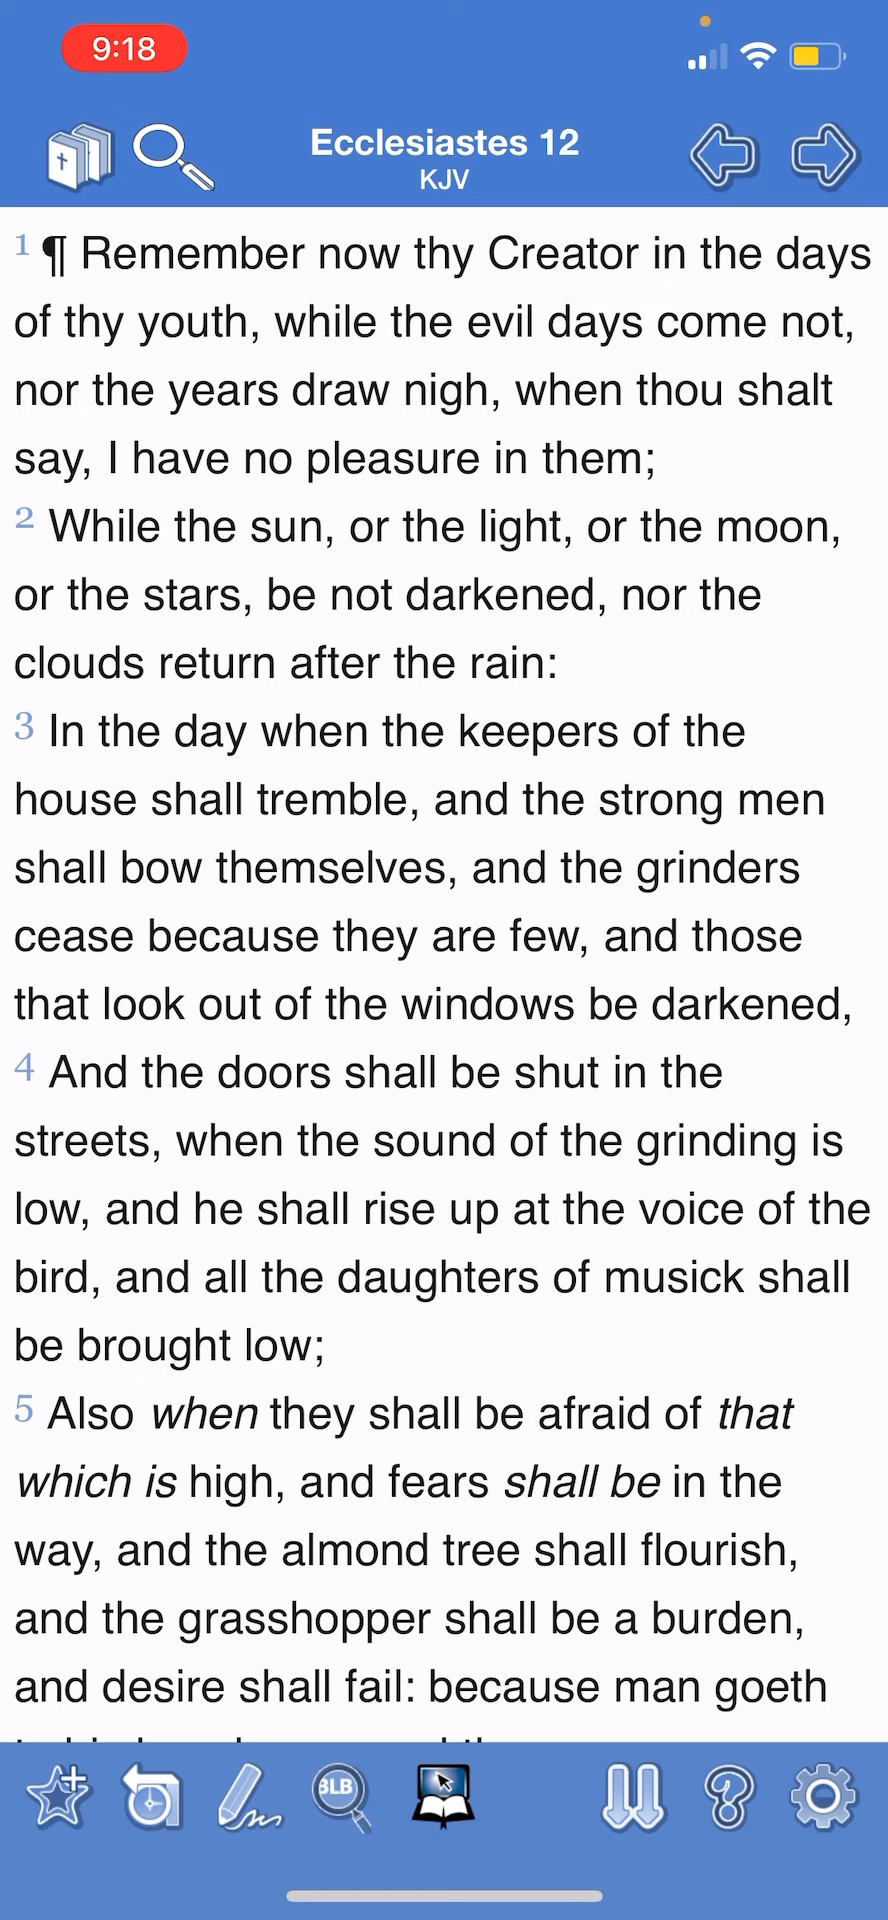 9:18
Ecclesiastes 12
KJV
1 ¶ Remember now thy Creator in the days
of thy youth, while the evil days come not,
nor the years draw nigh, when thou shalt
say, I have no pleasure in them;
2 While the sun, or the light, or the moon,
or the stars, be not darkened, nor the
clouds return after the rain:
3 In the day when the keepers of the
house shall tremble, and the strong men
shall bow themselves, and the grinders
cease because they are few, and those
that look out of the windows be darkened,
4 And the doors shall be shut in the
streets, when the sound of the grinding is
low, and he shall rise up at the voice of the
bird, and all the daughters of musick shall
be brought low;
5 Also when they shall be afraid of that
which is high, and fears shall be in the
way, and the almond tree shall flourish,
and the grasshopper shall be a burden,
and desire shall fail: because man goeth
BLB